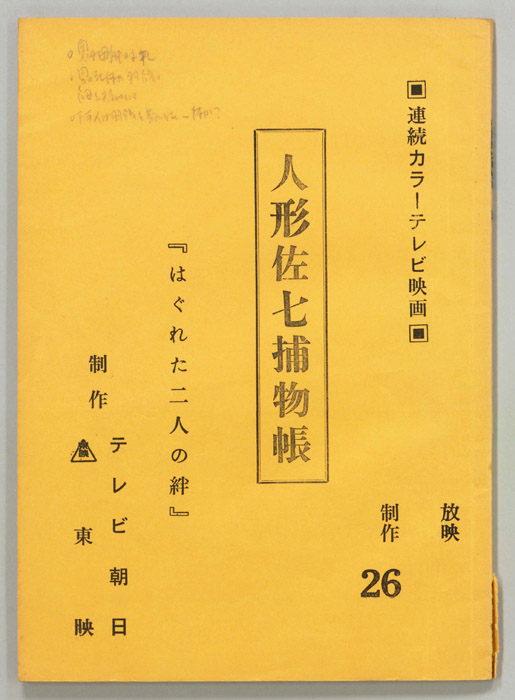 ▣連続カラーテレビ映画▣
放映
制作 26
人形佐七捕物帳
『はぐれた二人の絆』
制作
テレビ朝日
東映